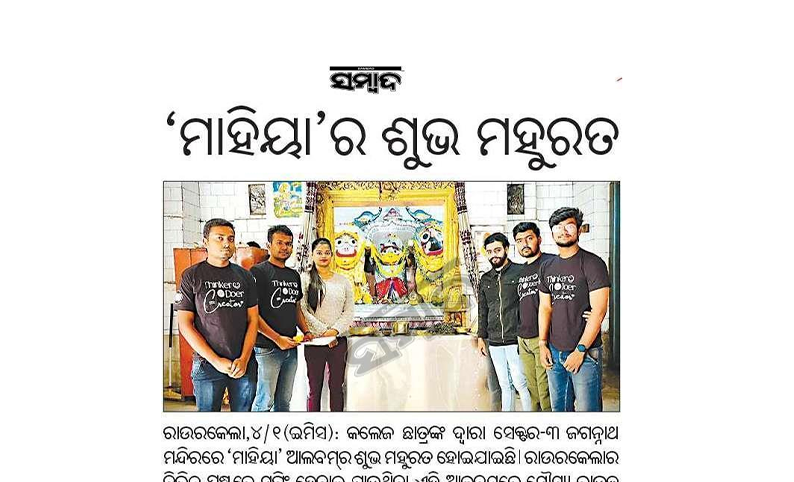 ସମ୍ବାଦ
‘ମାହିୟା’ର ଶୁଭ ମହୁରତ
Thinker
Doer
Creator
Thinker
Doer
Creator
Thinker
Doer
Creator
ସମ୍ବାଦ
ରାଉରକେଲା,୪/୧(ଇମିସ): କଲେଜ ଛାତ୍ରଙ୍କ ଦ୍ୱାରା ସେକ୍ଟର-୩ ଜଗନ୍ନାଥ
ମନ୍ଦିରରେ ‘ମାହିୟା’ ଆଲବମ୍‌ର ଶୁଭ ମହୁରତ ହୋଇଯାଇଛି। ରାଉରକେଲାର